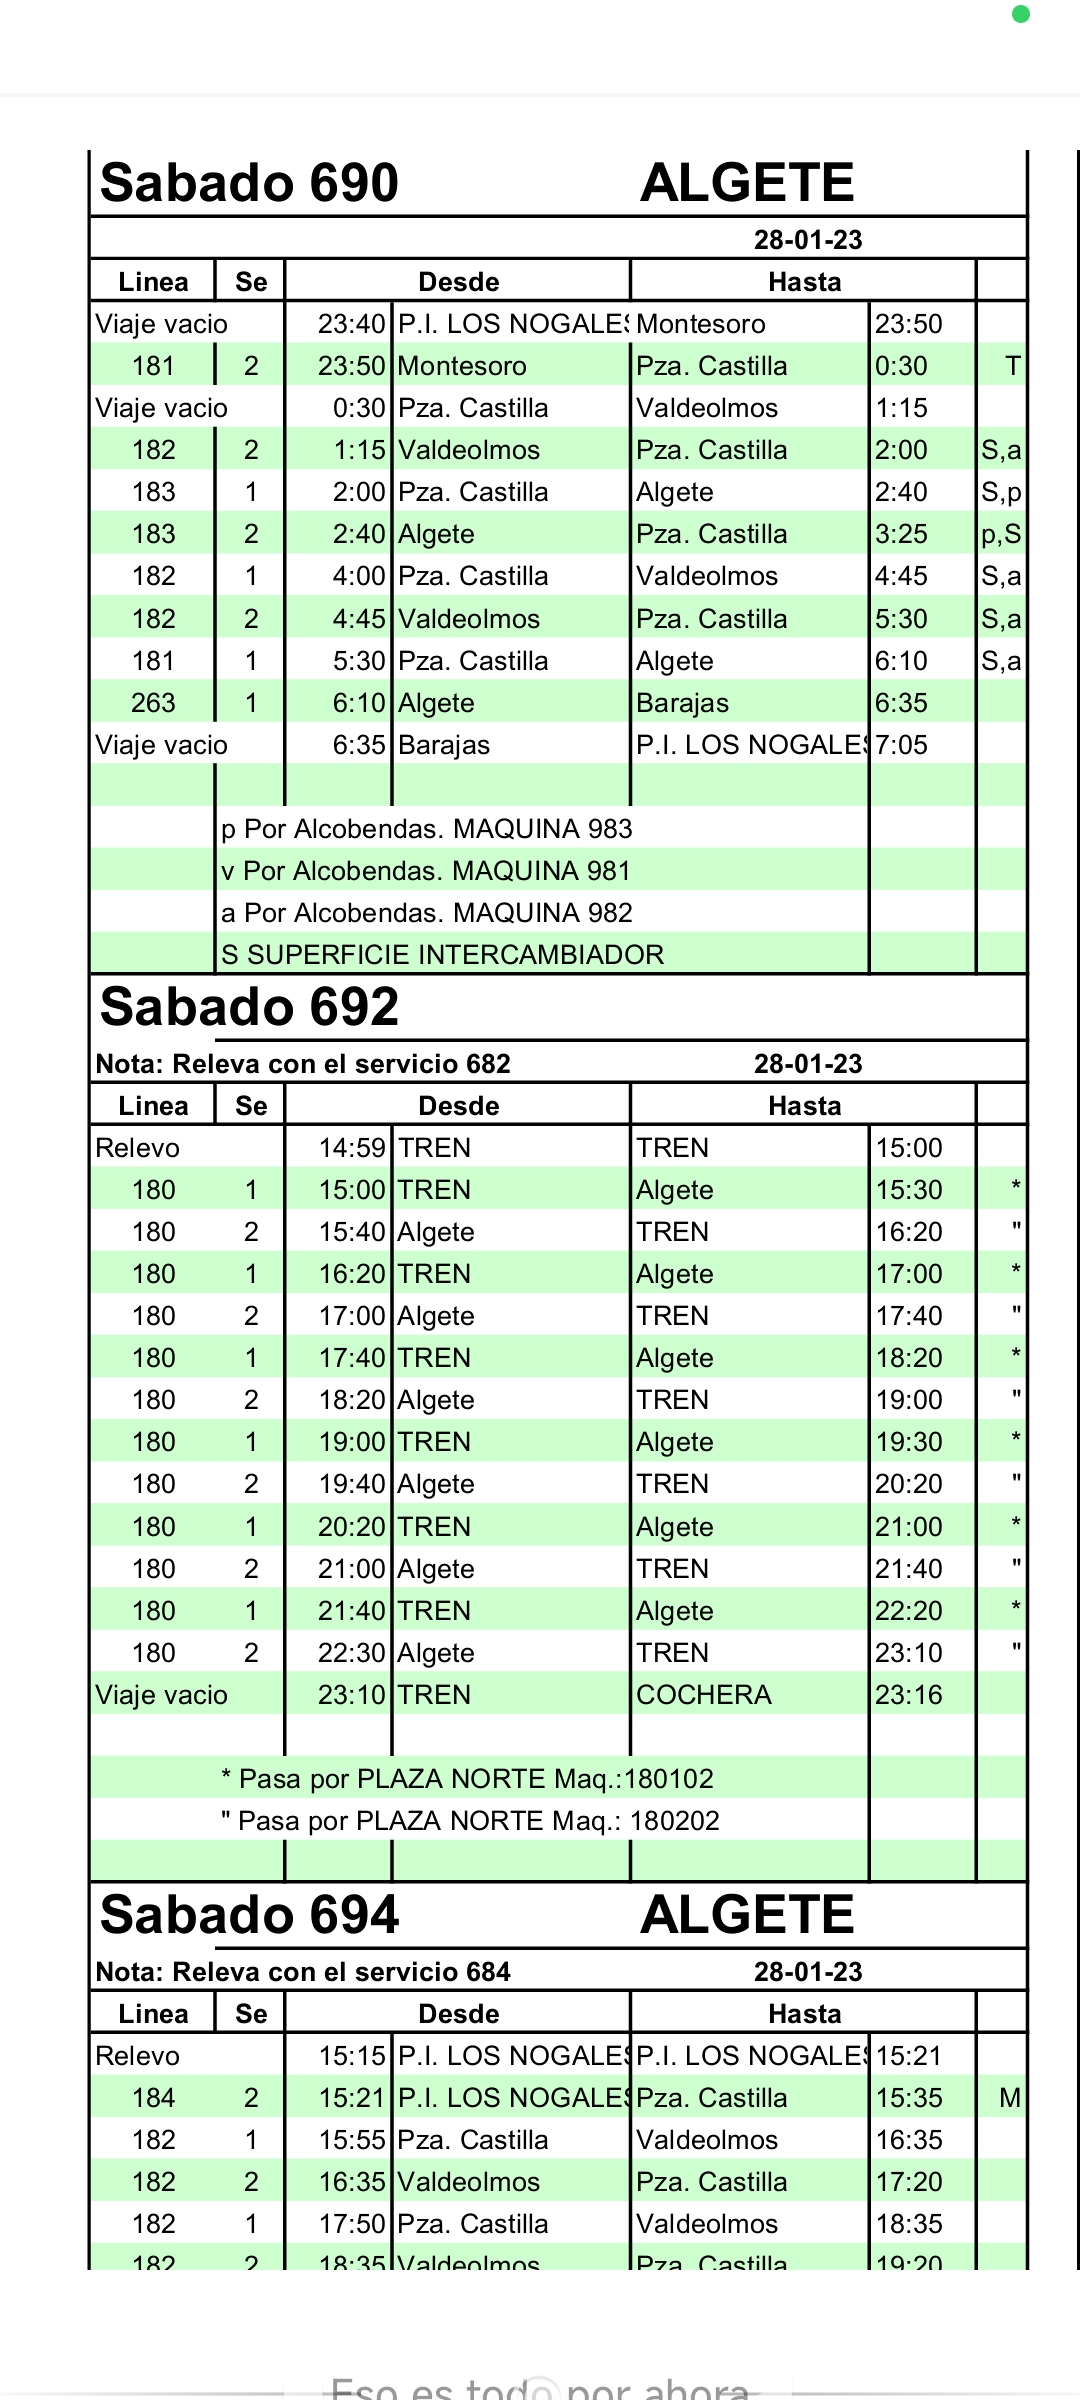 Sabado 690 ALGETE
28-01-23
Linea Se Desde Hasta
Viaje vacio 23:40 P.I. LOS NOGALES Montesoro 23:50
181 2 23:50 Montesoro Pza. Castilla 0:30 T
Viaje vacio 0:30 Pza. Castilla Valdeolmos 1:15
182 2 1:15 Valdeolmos Pza. Castilla 2:00 S,a
183 1 2:00 Pza. Castilla Algete 2:40 S,p
183 2 2:40 Algete Pza. Castilla 3:25 p,S
182 1 4:00 Pza. Castilla Valdeolmos 4:45 S,a
182 2 4:45 Valdeolmos Pza. Castilla 5:30 S,a
181 1 5:30 Pza. Castilla Algete 6:10 S,a
263 1 6:10 Algete Barajas 6:35
Viaje vacio 6:35 Barajas P.I. LOS NOGALES 7:05
p Por Alcobendas. MAQUINA 983
v Por Alcobendas. MAQUINA 981
a Por Alcobendas. MAQUINA 982
S SUPERFICIE INTERCAMBIADOR
Sabado 692
Nota: Releva con el servicio 682 28-01-23
Linea Se Desde Hasta
Relevo 14:59 TREN TREN 15:00
180 1 15:00 TREN Algete 15:30 *
180 2 15:40 Algete TREN 16:20 "
180 1 16:20 TREN Algete 17:00 *
180 2 17:00 Algete TREN 17:40 "
180 1 17:40 TREN Algete 18:20 *
180 2 18:20 Algete TREN 19:00 "
180 1 19:00 TREN Algete 19:30 *
180 2 19:40 Algete TREN 20:20 "
180 1 20:20 TREN Algete 21:00 *
180 2 21:00 Algete TREN 21:40 "
180 1 21:40 TREN Algete 22:20 *
180 2 22:30 Algete TREN 23:10 "
Viaje vacio 23:10 TREN COCHERA 23:16
* Pasa por PLAZA NORTE Maq.:180102
" Pasa por PLAZA NORTE Maq.: 180202
Sabado 694 ALGETE
Nota: Releva con el servicio 684 28-01-23
Linea Se Desde Hasta
Relevo 15:15 P.I. LOS NOGALES P.I. LOS NOGALES 15:21
184 2 15:21 P.I. LOS NOGALES Pza. Castilla 15:35 M
182 1 15:55 Pza. Castilla Valdeolmos 16:35
182 2 16:35 Valdeolmos Pza. Castilla 17:20
182 1 17:50 Pza. Castilla Valdeolmos 18:35
182 2 18:35 Valdeolmos Pza. Castilla 19:20
Eso es todo por ahora